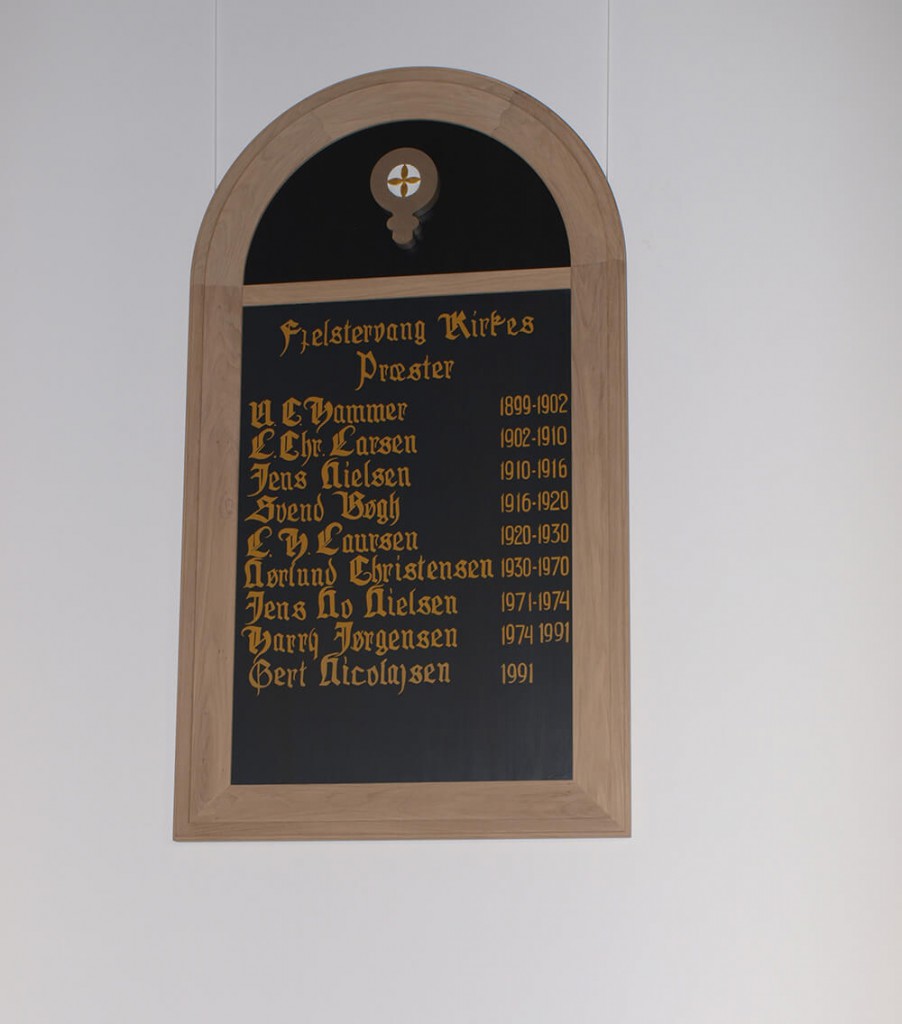 Fjelstervang Kirkes
Præster
U. C. Hammer 1899-1902
L. Chr. Larsen 1902-1910
Jens Nielsen 1910-1916
Svend Bøgh 1916-1920
L. H. Laursen 1920-1930
Nørlund Christensen 1930-1970
Jens No Nielsen 1971-1974
Harry Jørgensen 1974 1991
Gert Nicolajsen 1991